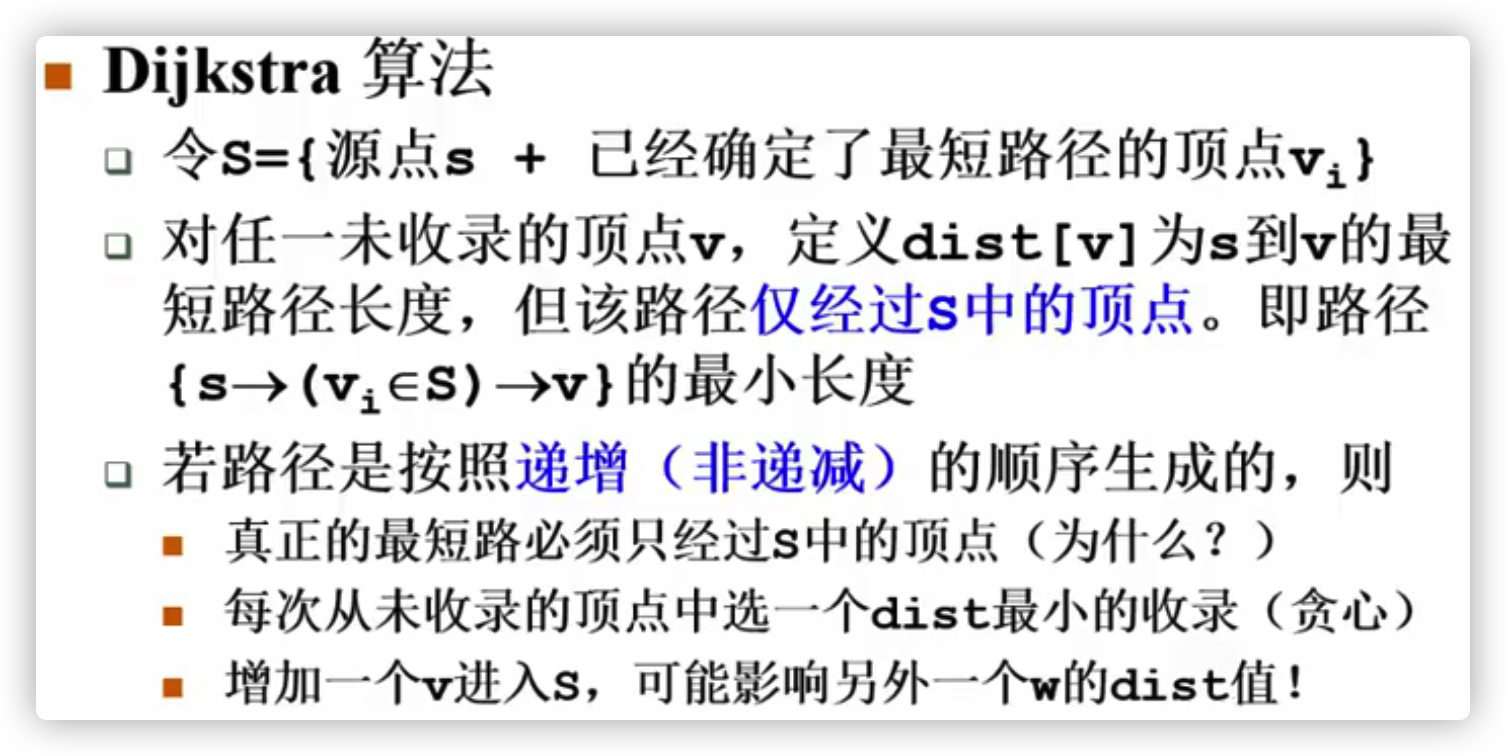 Dijkstra 算法
令S={源点s + 已经确定了最短路径的顶点vi}
对任一未收录的顶点v，定义dist[v]为s到v的最
短路径长度，但该路径仅经过S中的顶点。即路径
{s→(vi∈S)→v}的最小长度
若路径是按照递增（非递减）的顺序生成的，则
真正的最短路必须只经过S中的顶点（为什么？）
每次从未收录的顶点中选一个dist最小的收录（贪心）
增加一个v进入S，可能影响另外一个w的dist值！